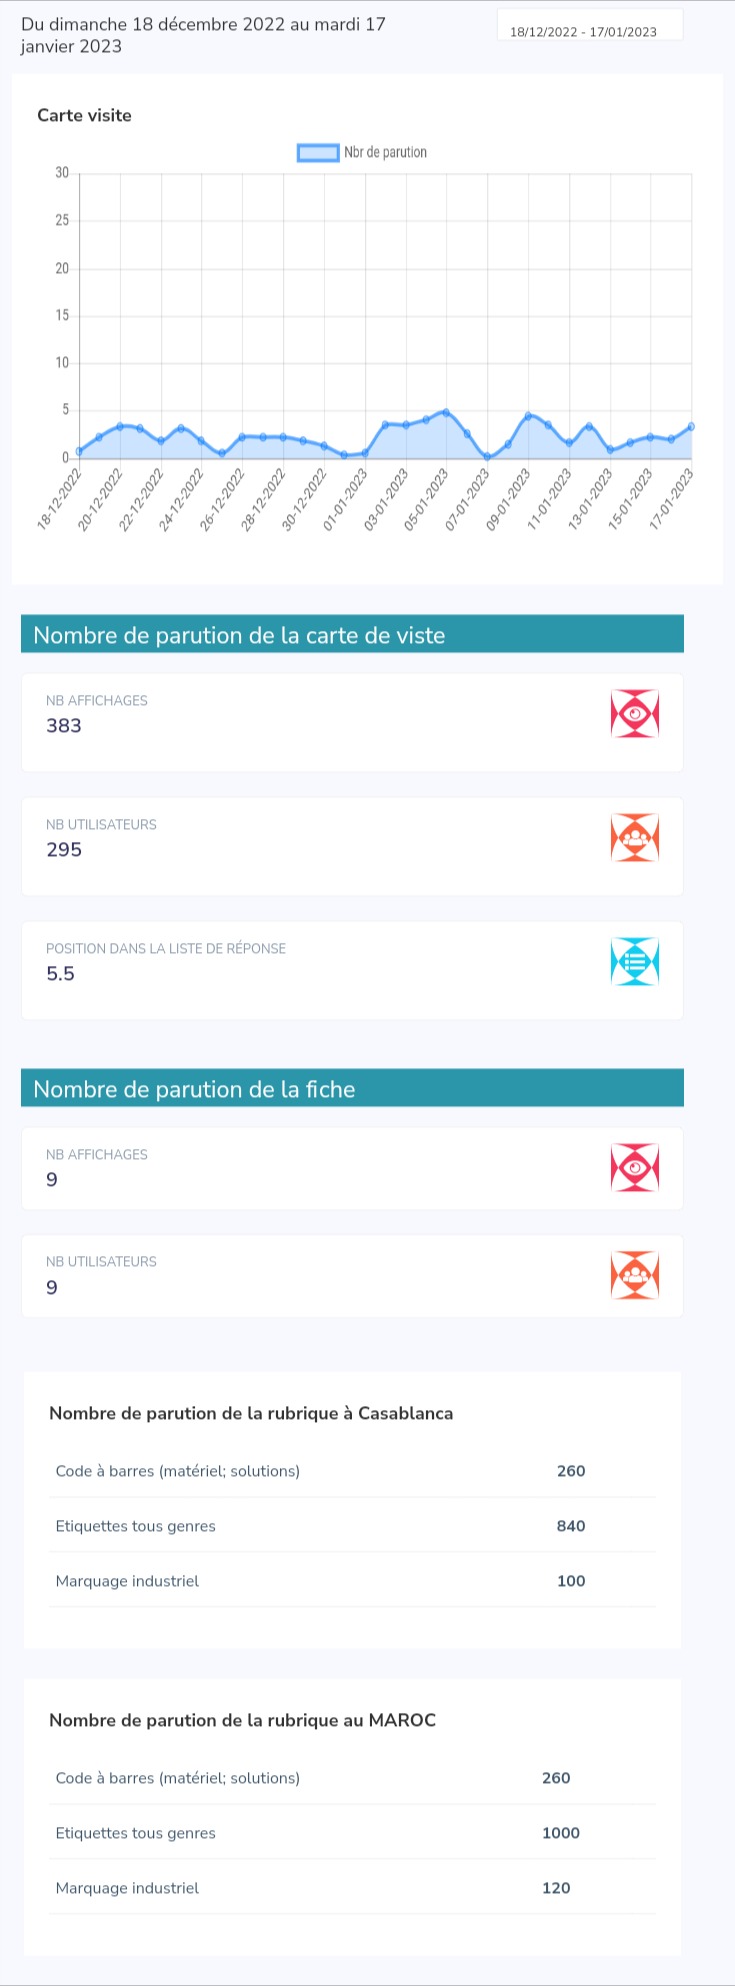 Du dimanche 18 décembre 2022 au mardi 17
janvier 2023
18/12/2022 - 17/01/2023
Carte visite
Nbr de parution
30
25
20
15
10
5
0
18-12-2022
20-12-2022
22-12-2022
24-12-2022
26-12-2022
28-12-2022
30-12-2022
01-01-2023
03-01-2023
05-01-2023
07-01-2023
09-01-2023
11-01-2023
13-01-2023
15-01-2023
17-01-2023
Nombre de parution de la carte de viste
NB AFFICHAGES
383
NB UTILISATEURS
295
POSITION DANS LA LISTE DE RÉPONSE
5.5
Nombre de parution de la fiche
NB AFFICHAGES
9
NB UTILISATEURS
9
Nombre de parution de la rubrique à Casablanca
Code à barres (matériel; solutions) 260
Etiquettes tous genres 840
Marquage industriel 100
Nombre de parution de la rubrique au MAROC
Code à barres (matériel; solutions) 260
Etiquettes tous genres 1000
Marquage industriel 120